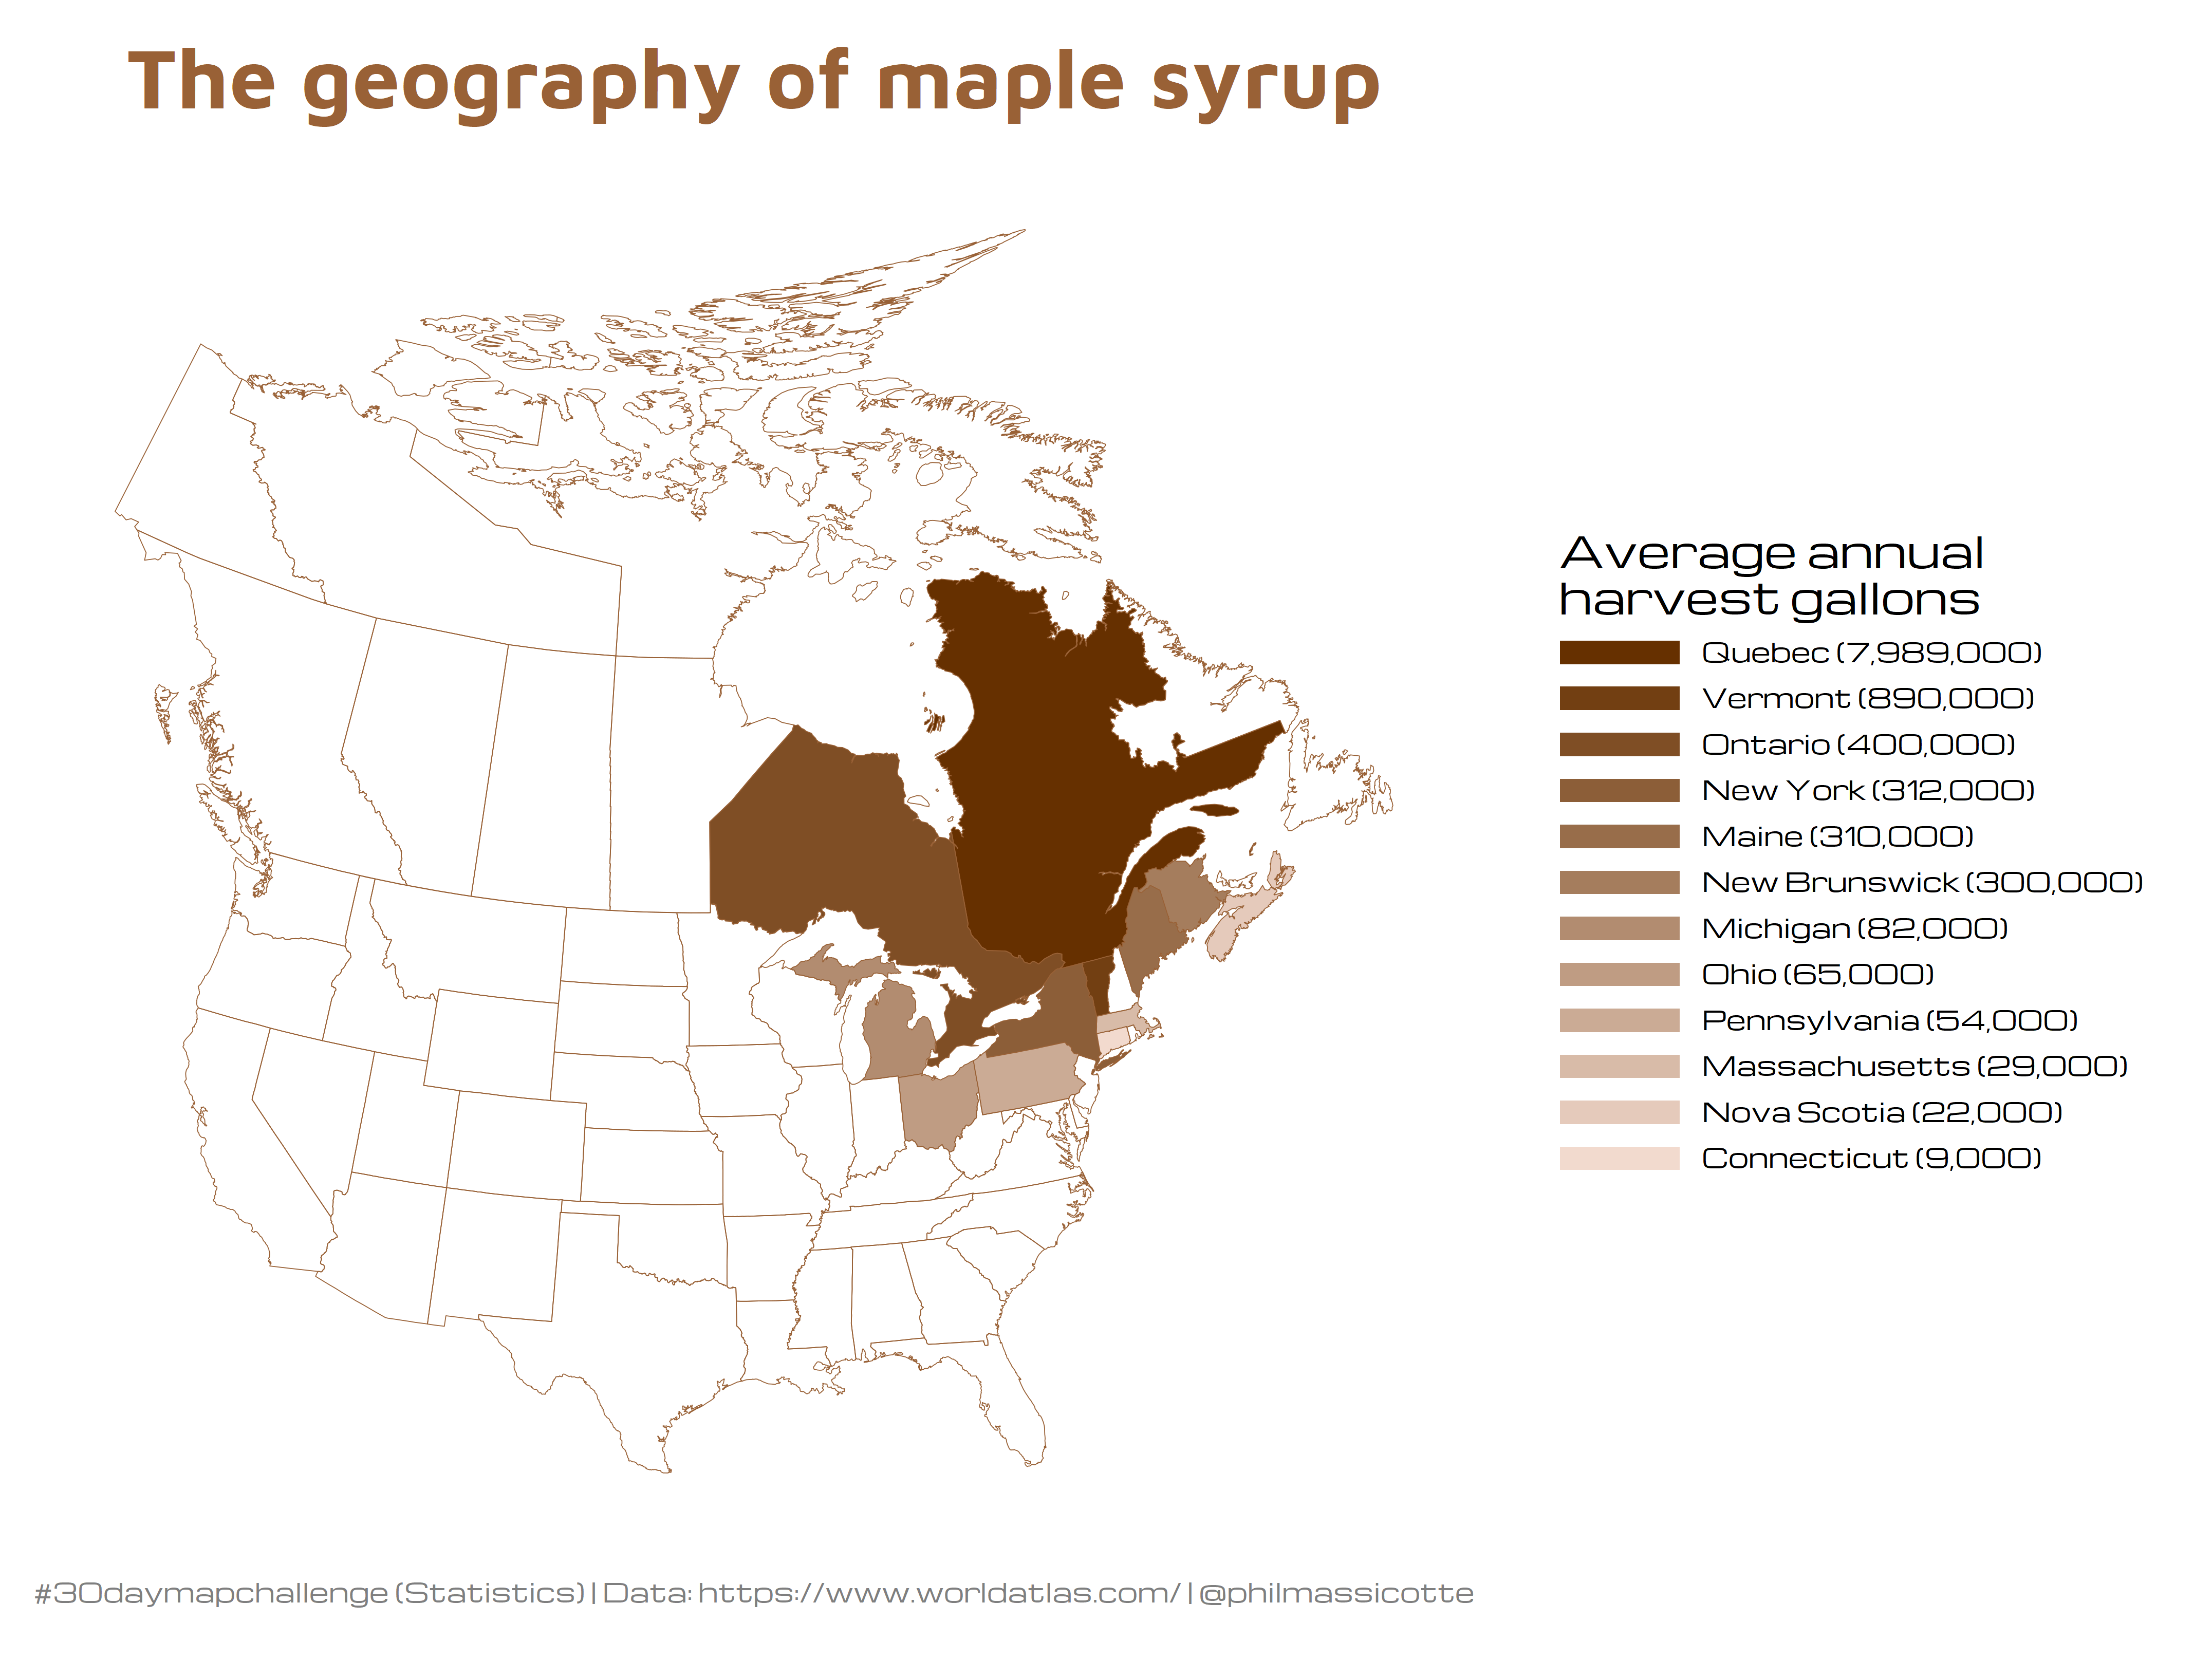 The geography of maple syrup
Average annual
harvest gallons
Quebec (7,989,000)
Vermont (890,000)
Ontario (400,000)
New York (312,000)
Maine (310,000)
New Brunswick (300,000)
Michigan (82,000)
Ohio (65,000)
Pennsylvania (54,000)
Massachusetts (29,000)
Nova Scotia (22,000)
Connecticut (9,000)
#30daymapchallenge (Statistics) | Data: https://www.worldatlas.com/ | @philmassicotte